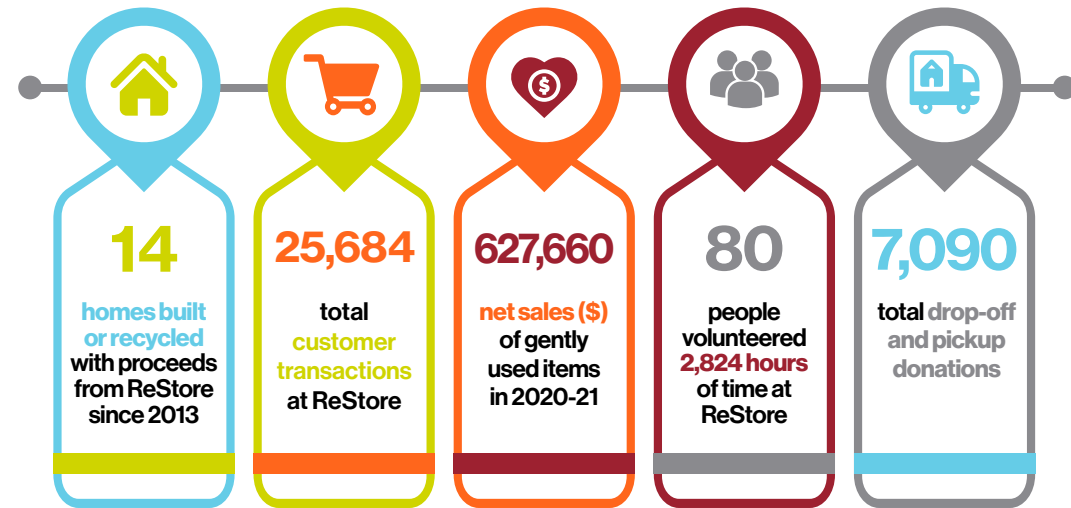 14
homes built
or recycled
with proceeds
from ReStore
since 2013
25,684
total
customer
transactions
at ReStore
$
627,660
net sales ($)
of gently
used items
in 2020-21
80
people
volunteered
2,824 hours
of time at
ReStore
7,090
total drop-off
and pickup
donations